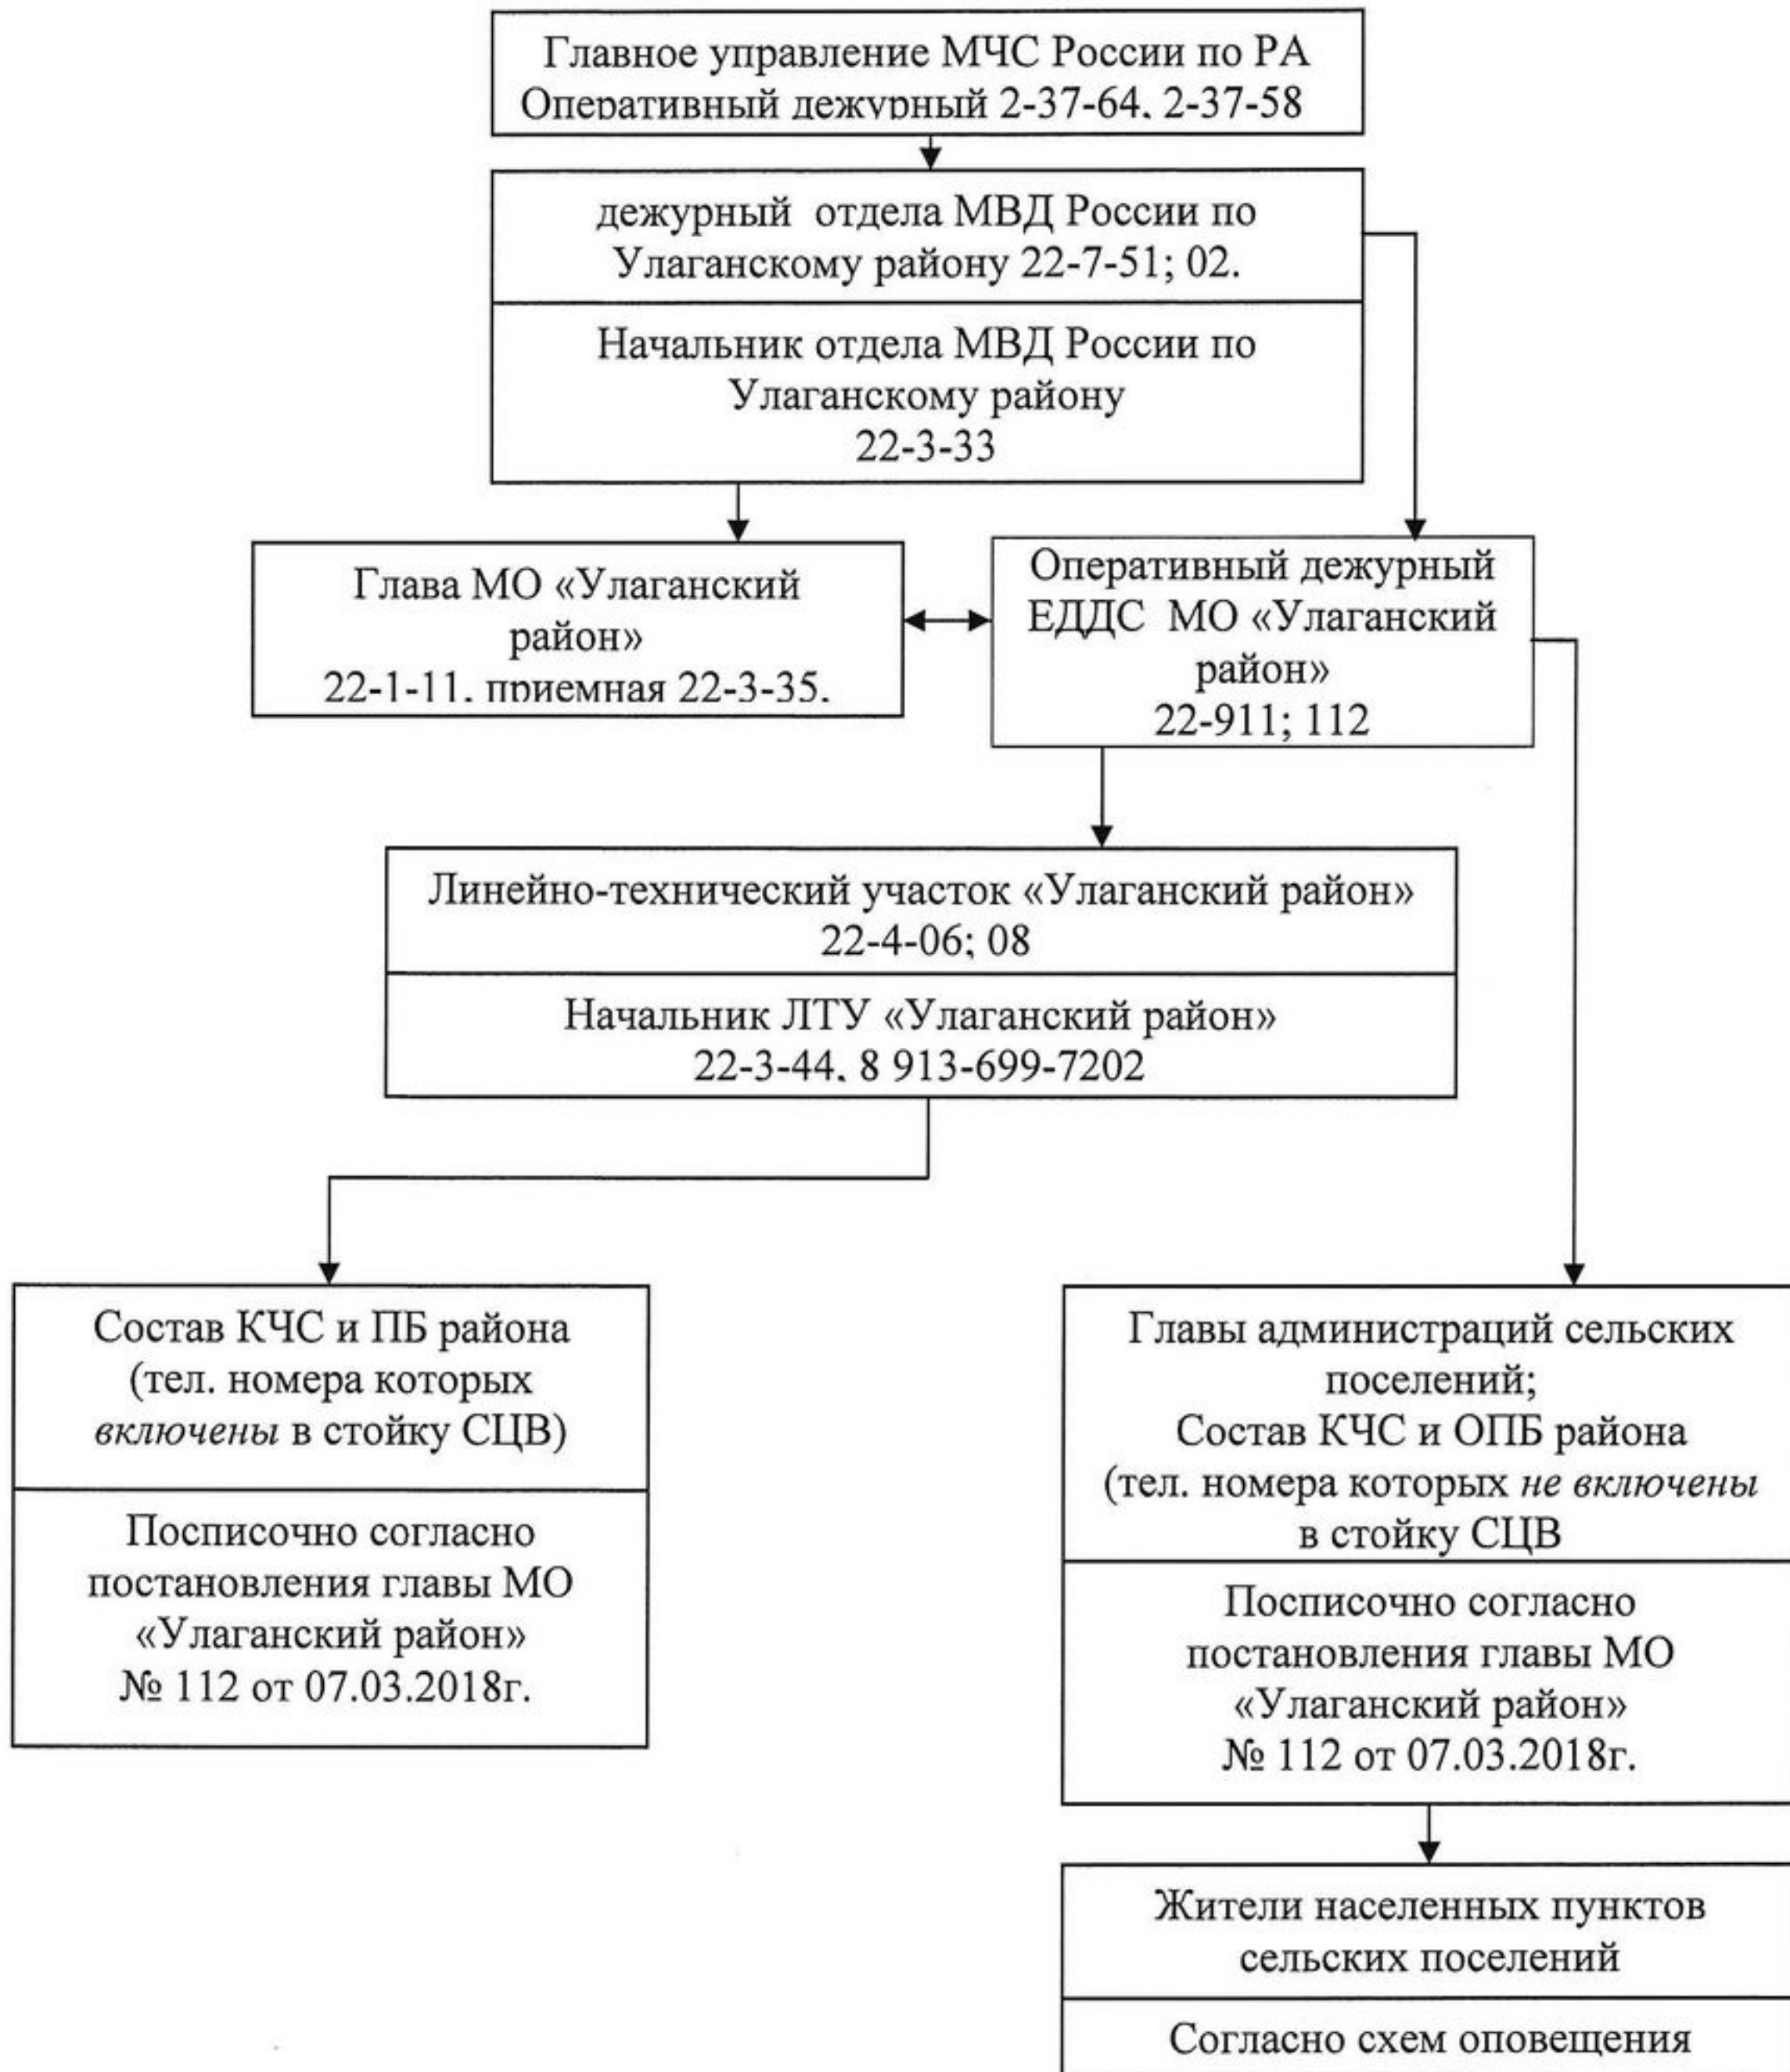 Главное управление МЧС России по РА
Оперативный дежурный 2-37-64, 2-37-58
дежурный отдела МВД России по
Улаганскому району 22-7-51; 02.
Начальник отдела МВД России по
Улаганскому району
22-3-33
Глава МО «Улаганский
район»
22-1-11, приемная 22-3-35,
Оперативный дежурный
ЕДДС МО «Улаганский
район»
22-911; 112
Линейно-технический участок «Улаганский район»
22-4-06; 08
Начальник ЛТУ «Улаганский район»
22-3-44, 8 913-699-7202
Состав КЧС и ПБ района
(тел. номера которых
включены в стойку СЦВ)
Посписочно согласно
постановления главы МО
«Улаганский район»
№ 112 от 07.03.2018г.
Главы администраций сельских
поселений;
Состав КЧС и ОПБ района
(тел. номера которых не включены
в стойку СЦВ
Посписочно согласно
постановления главы МО
«Улаганский район»
№ 112 от 07.03.2018г.
Жители населенных пунктов
сельских поселений
Согласно схем оповещения